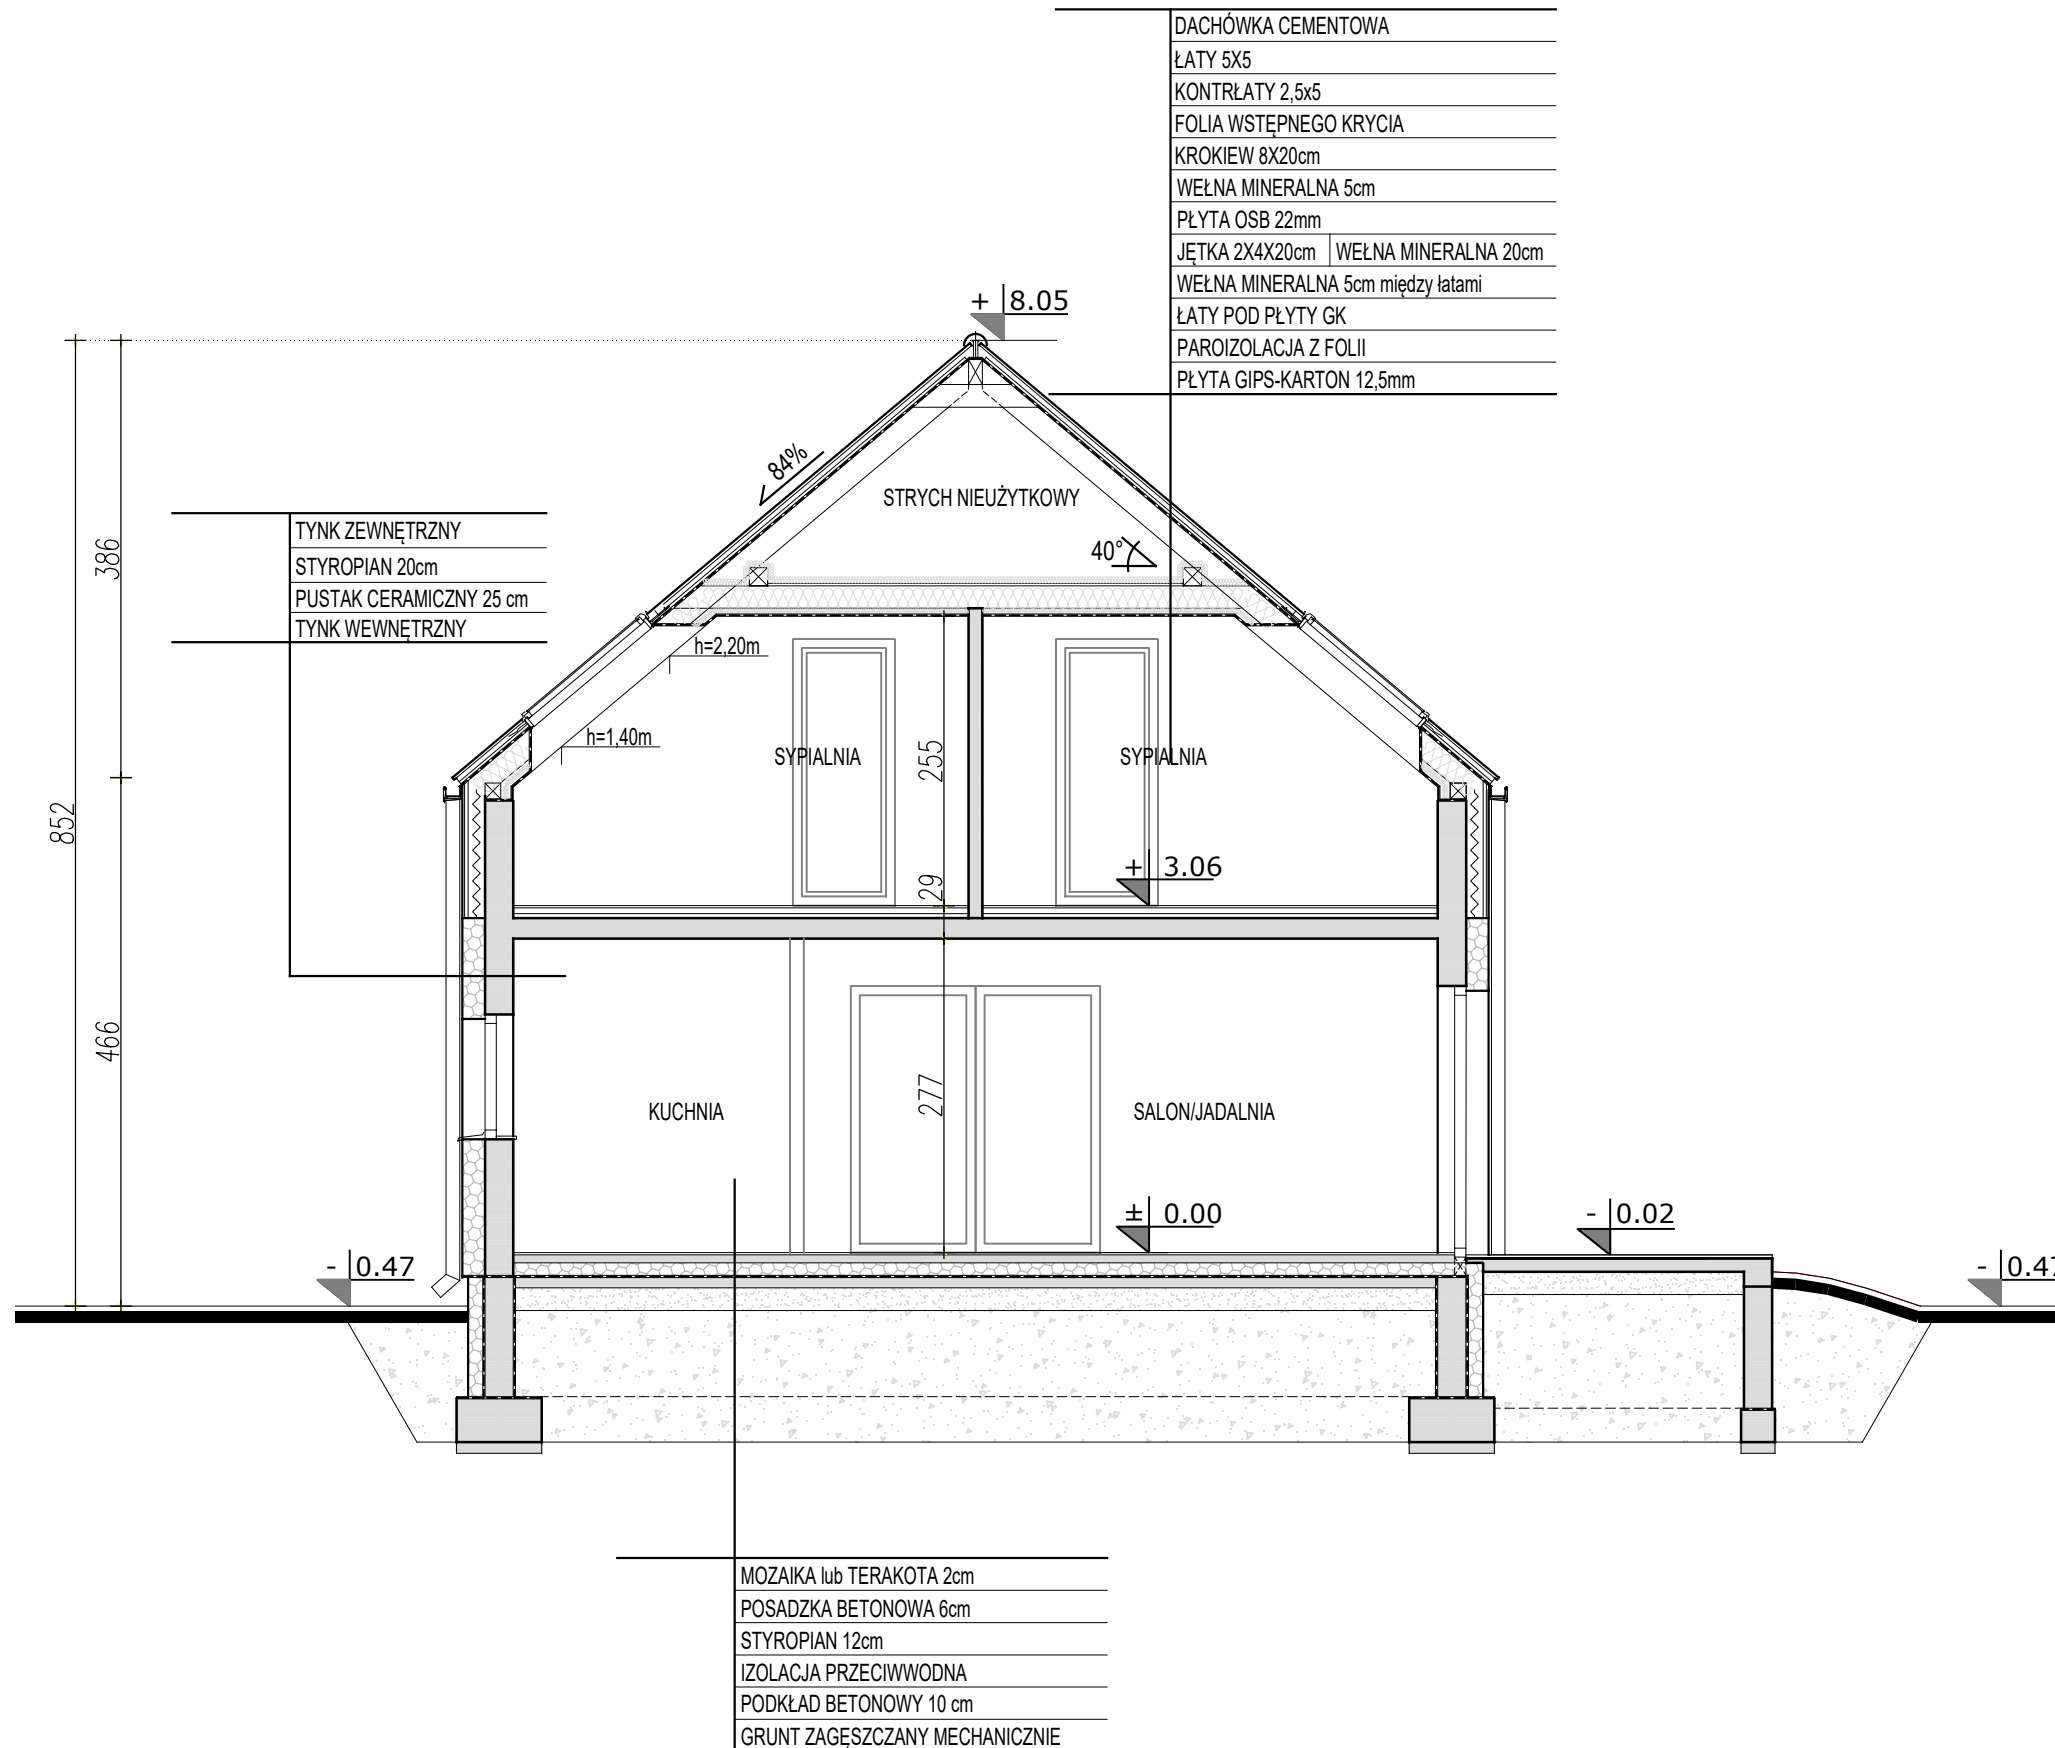 DACHÓWKA CEMENTOWA
ŁATY 5X5
KONTRŁATY 2,5x5
FOLIA WSTĘPNEGO KRYCIA
KROKIEW 8X20cm
WEŁNA MINERALNA 5cm
PŁYTA OSB 22mm
JĘTKA 2X4X20cm WEŁNA MINERALNA 20cm
WEŁNA MINERALNA 5cm między łatami
ŁATY POD PŁYTY GK
PAROIZOLACJA Z FOLII
PŁYTA GIPS-KARTON 12,5mm
+ 8.05
84%
STRYCH NIEUŻYTKOWY
40°
386
852
466
TYNK ZEWNĘTRZNY
STYROPIAN 20cm
PUSTAK CERAMICZNY 25 cm
TYNK WEWNĘTRZNY
h=2,20m
h=1,40m
SYPIALNIA
255
SYPIALNIA
29
+ 3.06
KUCHNIA
277
SALON/JADALNIA
± 0.00
- 0.02
- 0.47
- 0.47
MOZAIKA lub TERAKOTA 2cm
POSADZKA BETONOWA 6cm
STYROPIAN 12cm
IZOLACJA PRZECIWWODNA
PODKŁAD BETONOWY 10 cm
GRUNT ZAGĘSZCZANY MECHANICZNIE